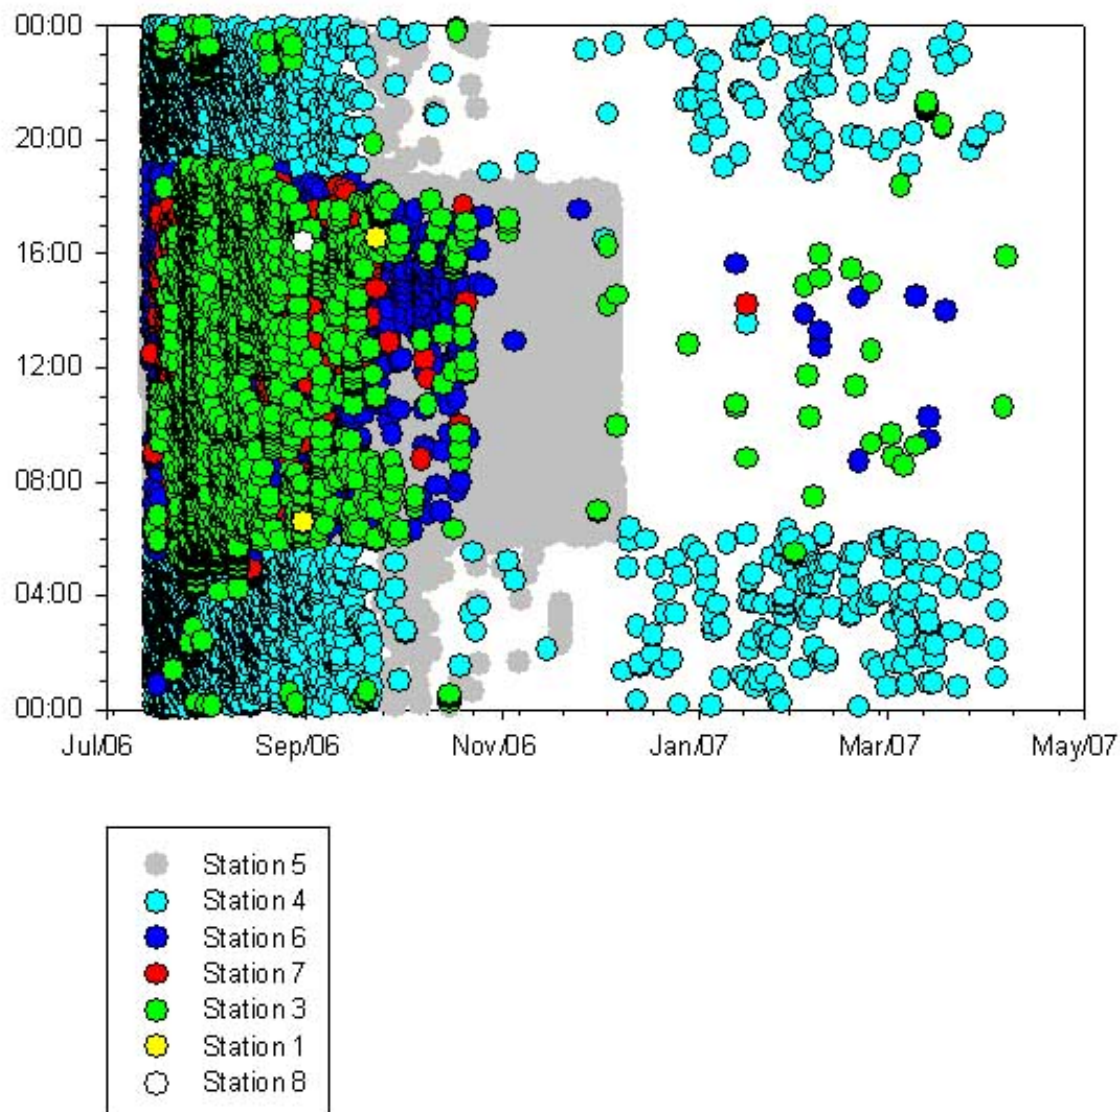 00:00
20:00
16:00
12:00
08:00
04:00
00:00
Jul/06 Sep/06 Nov/06 Jan/07 Mar/07 May/07
Station 5
Station 4
Station 6
Station 7
Station 3
Station 1
Station 8